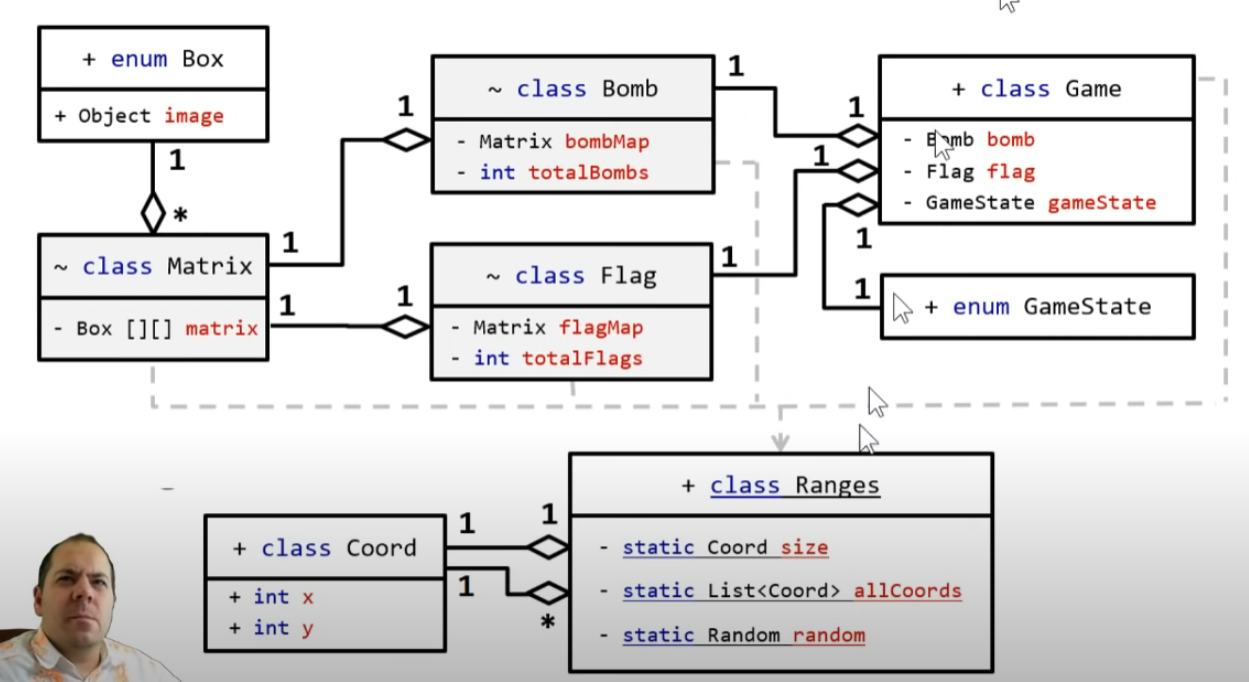 + enum Box
+ Object image
1
*
~ class Matrix
- Box [][] matrix
1
1
1
~ class Bomb
- Matrix bombMap
- int totalBombs
1
1
~ class Flag
- Matrix flagMap
- int totalFlags
1
1
1
+ class Game
- Bomb bomb
- Flag flag
- GameState gameState
1
1
+ enum GameState
+ class Coord
+ int x
+ int y
1
1
1
*
+ class Ranges
- static Coord size
- static List<Coord> allCoords
- static Random random